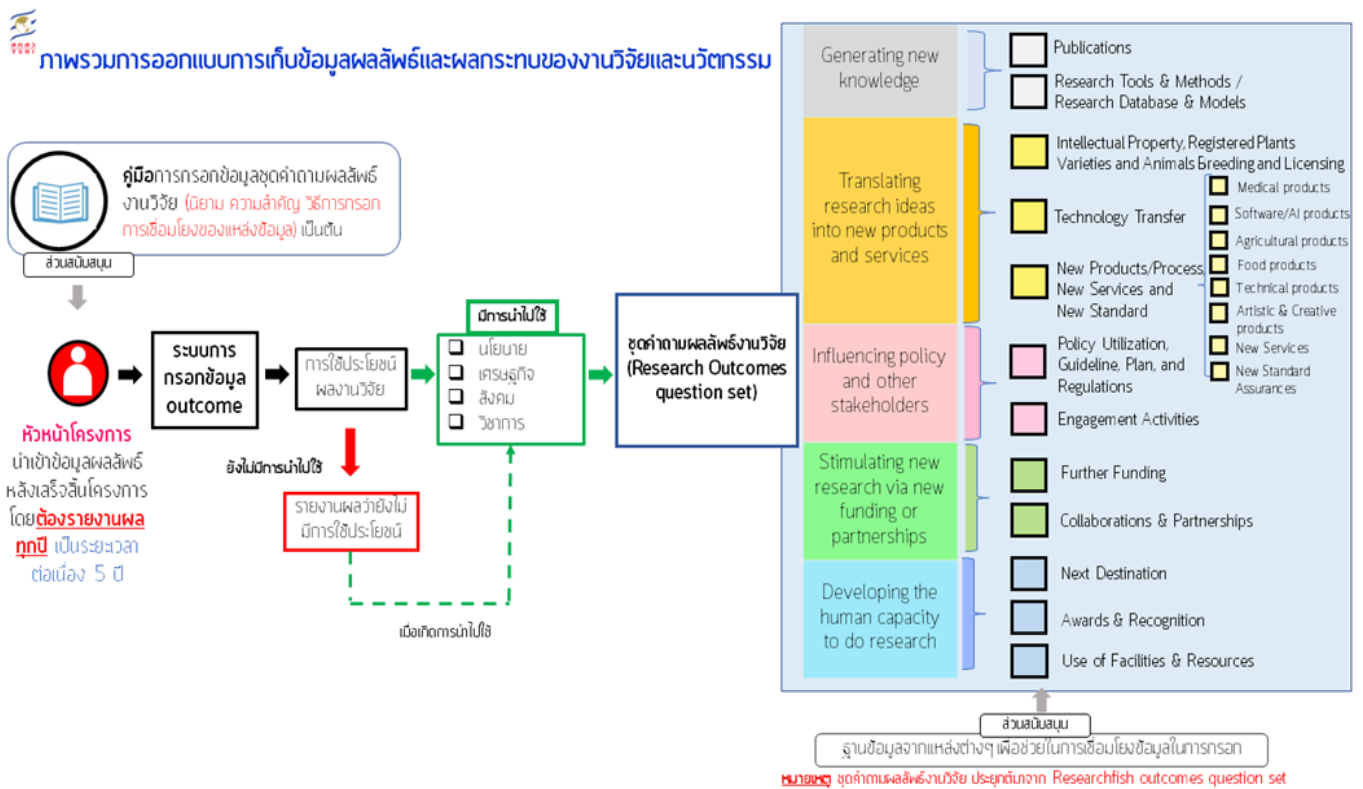 สกสว
ภาพรวมการออกแบบการเก็บข้อมูลผลลัพธ์และผลกระทบของงานวิจัยและนวัตกรรม
คู่มือการกรอกข้อมูลชุดคำถามผลลัพธ์
งานวิจัย (นิยาม ความสำคัญ วิธีการกรอก
การเชื่อมโยงของแหล่งข้อมูล) เป็นต้น
ส่วนสนับสนุน
หัวหน้าโครงการ
นำเข้าข้อมูลผลลัพธ์
หลังเสร็จสิ้นโครงการ
โดยต้องรายงานผล
ทุกปี เป็นระยะเวลา
ต่อเนื่อง 5 ปี
ระบบการ
กรอกข้อมูล
outcome
การใช้ประโยชน์
ผลงานวิจัย
ยังไม่มีการนำไปใช้
รายงานผลว่ายังไม่
มีการใช้ประโยชน์
มีการนำไปใช้
นโยบาย
เศรษฐกิจ
สังคม
วิชาการ
เมื่อเกิดการนำไปใช้
ชุดคำถามผลลัพธ์งานวิจัย
(Research Outcomes
question set)
Generating new
knowledge
Publications
Research Tools & Methods /
Research Database & Models
Translating
research ideas
into new products
and services
Intellectual Property, Registered Plants
Varieties and Animals Breeding and Licensing
Technology Transfer
New Products/Process,
New Services and
New Standard
Medical products
Software/AI products
Agricultural products
Food products
Technical products
Artistic & Creative
products
New Services
New Standard
Assurances
Influencing policy
and other
stakeholders
Policy Utilization,
Guideline, Plan, and
Regulations
Engagement Activities
Stimulating new
research via new
funding or
partnerships
Further Funding
Collaborations & Partnerships
Developing the
human capacity
to do research
Next Destination
Awards & Recognition
Use of Facilities & Resources
ส่วนสนับสนุน
ฐานข้อมูลจากแหล่งต่างๆ เพื่อช่วยในการเชื่อมโยงข้อมูลในการกรอก
หมายเหตุ ชุดคำถามผลลัพธ์งานวิจัย ประยุกต์มาจาก Researchfish outcomes question set